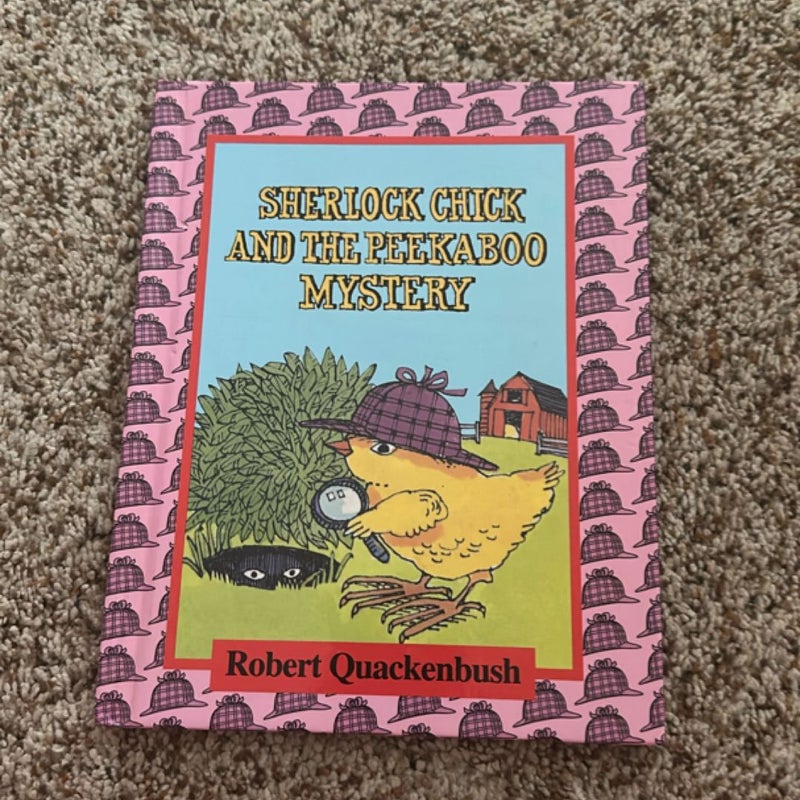 SHERLOCK CHICK
AND THE PEEKABOO
MYSTERY
Robert Quackenbush